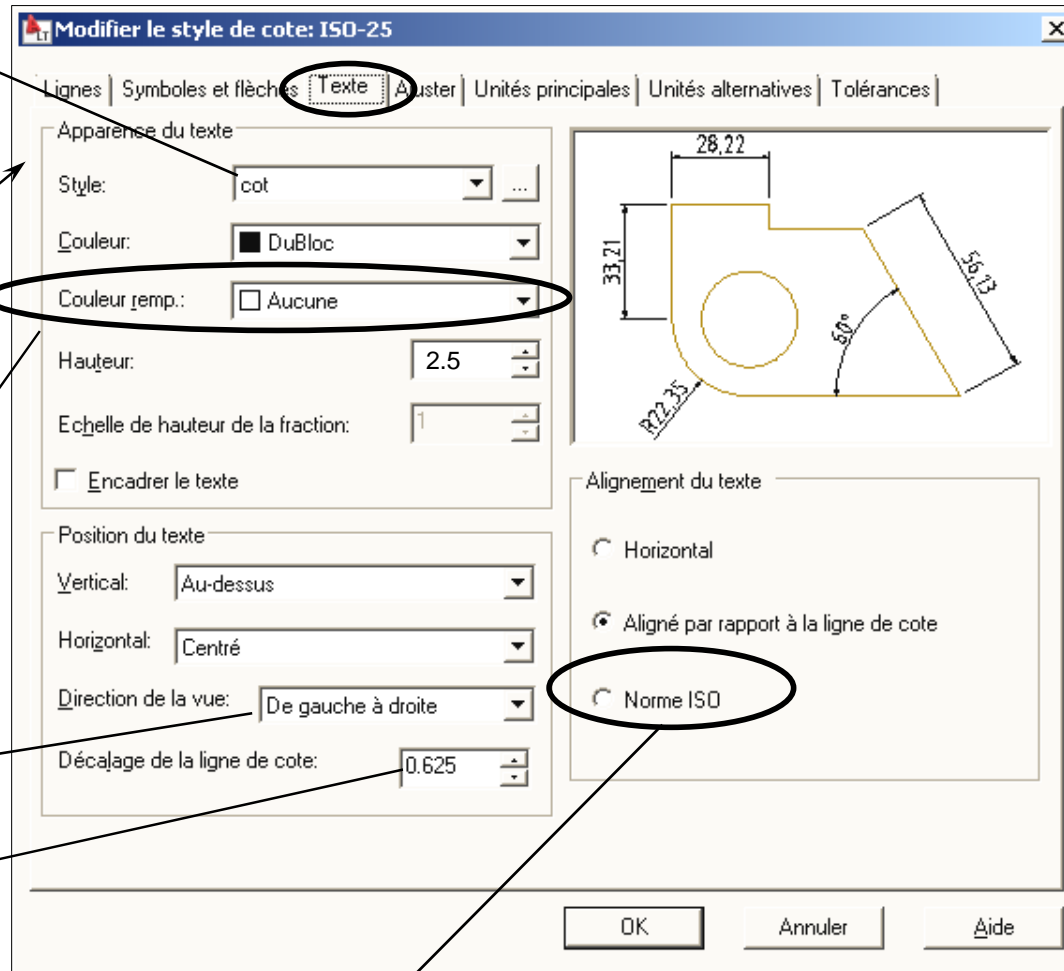 LT Modifier le style de cote: ISO-25
Lignes Symboles et flèches Texte Ajuster Unités principales Unités alternatives Tolérances
Apparence du texte
Style: cot ...
Couleur: DuBloc
Couleur remp.: Aucune
Hauteur: 2.5
Echelle de hauteur de la fraction: 1
Encadrer le texte
Position du texte
Vertical: Au-dessus
Horizontal: Centré
Direction de la vue: De gauche à droite
Décalage de la ligne de cote: 0.625
28,22
33,21
56,13
60°
R22,35
Alignement du texte
Horizontal
Aligné par rapport à la ligne de cote
Norme ISO
OK Annuler Aide